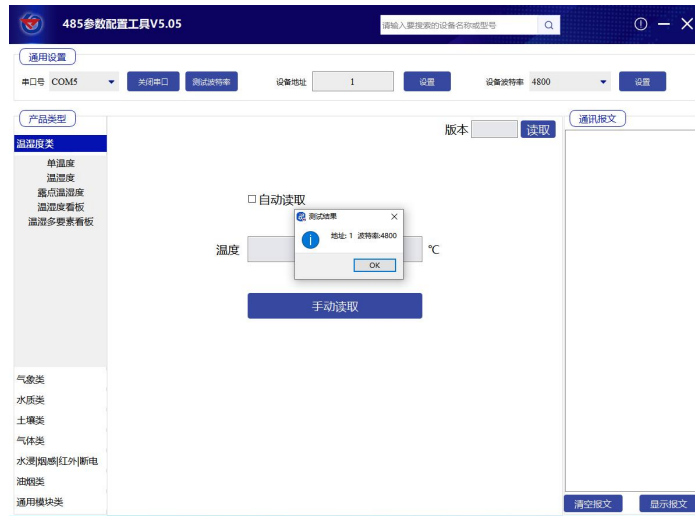 485参数配置工具V5.05
请输入要搜索的设备名称或型号
通用设置
串口号 COM5 关闭串口 测试波特率 设备地址 1 设置 设备波特率 4800 设置
产品类型
温湿度类
单温度
温湿度
露点温湿度
温湿度看板
温湿多要素看板
气象类
水质类
土壤类
气体类
水浸|烟感|红外|断电
油烟类
通用模块类
版本 读取
自动读取
温度 ℃
手动读取
测试结果
地址: 1 波特率:4800
OK
通讯报文
清空报文 显示报文